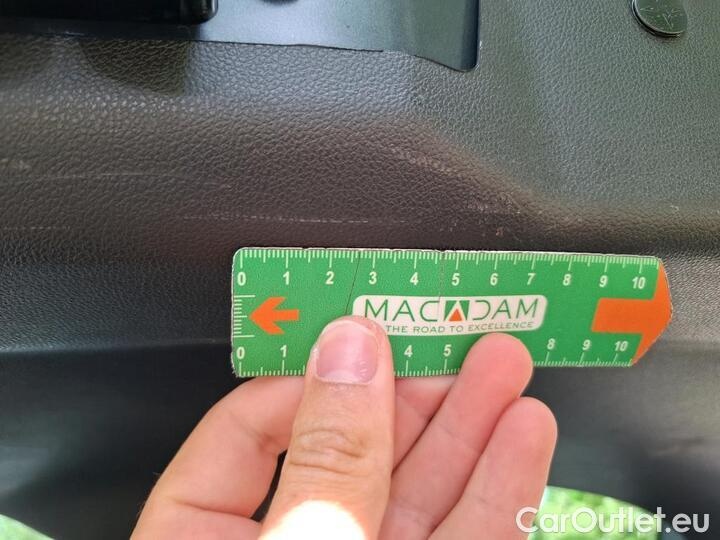 0 1 2 3 4 5 6 7 8 9 10
MACADAM
THE ROAD TO EXCELLENCE
0 1 4 5 8 9 10
CarOutlet.eu